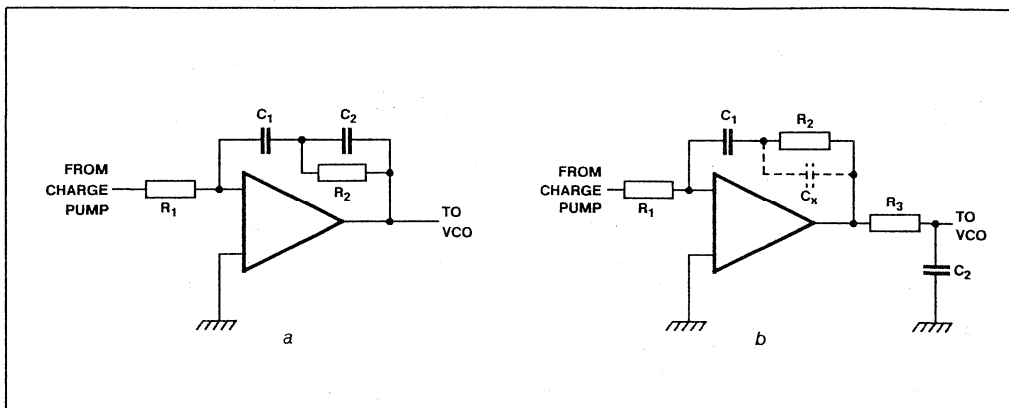 C1
C2
FROM
CHARGE
PUMP
R1
R2
TO
VCO
a
C1
R2
FROM
CHARGE
PUMP
R1
Cx
R3
TO
VCO
C2
b